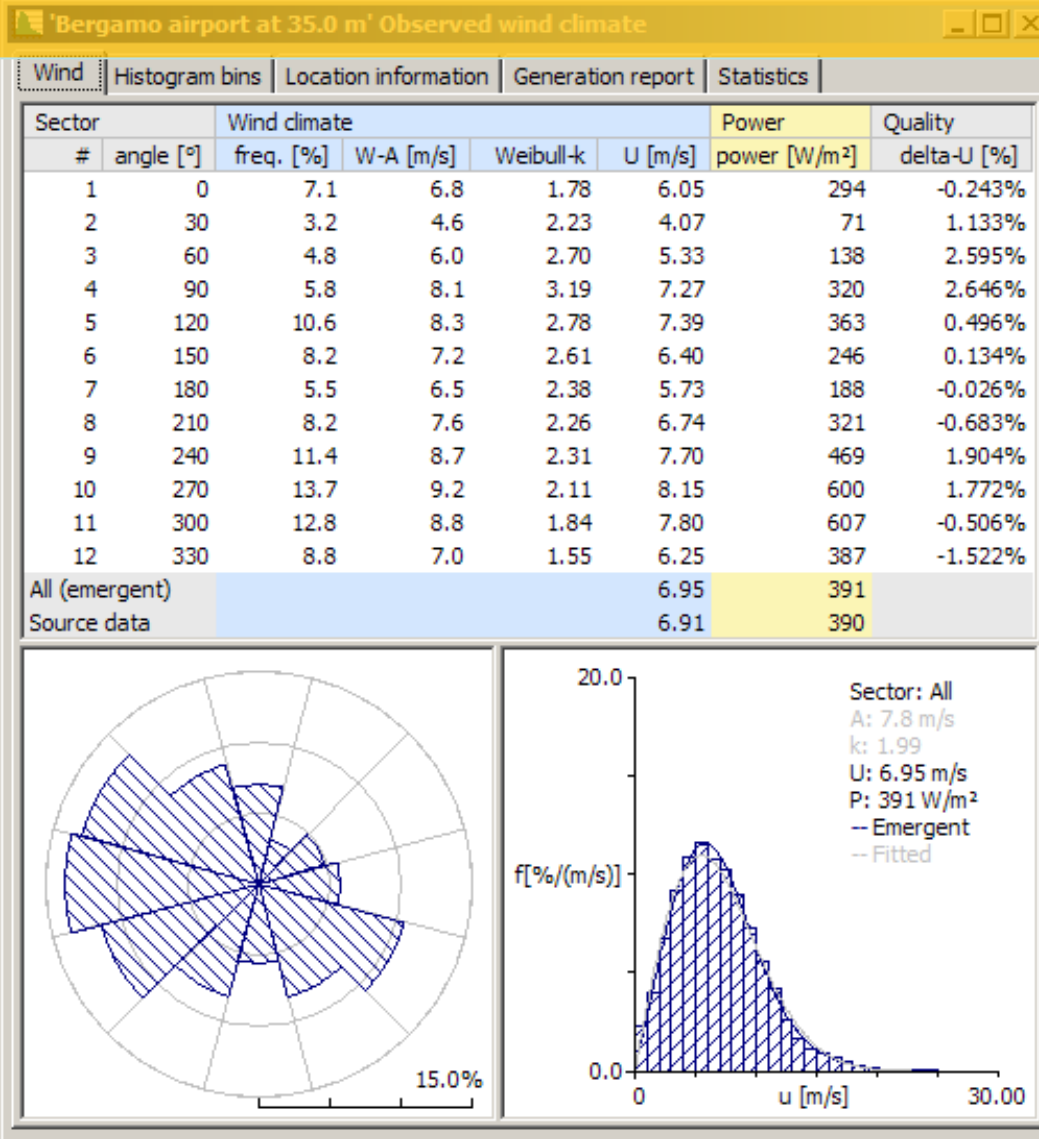 'Bergamo airport at 35.0 m' Observed wind climate
Wind Histogram bins Location information Generation report Statistics
Sector Wind climate Power Quality
# angle [°] freq. [%] W-A [m/s] Weibull-k U [m/s] power [W/m²] delta-U [%]
1 0 7.1 6.8 1.78 6.05 294 -0.243%
2 30 3.2 4.6 2.23 4.07 71 1.133%
3 60 4.8 6.0 2.70 5.33 138 2.595%
4 90 5.8 8.1 3.19 7.27 320 2.646%
5 120 10.6 8.3 2.78 7.39 363 0.496%
6 150 8.2 7.2 2.61 6.40 246 0.134%
7 180 5.5 6.5 2.38 5.73 188 -0.026%
8 210 8.2 7.6 2.26 6.74 321 -0.683%
9 240 11.4 8.7 2.31 7.70 469 1.904%
10 270 13.7 9.2 2.11 8.15 600 1.772%
11 300 12.8 8.8 1.84 7.80 607 -0.506%
12 330 8.8 7.0 1.55 6.25 387 -1.522%
All (emergent) 6.95 391
Source data 6.91 390
15.0%
20.0
Sector: All
A: 7.8 m/s
k: 1.99
U: 6.95 m/s
P: 391 W/m²
-- Emergent
-- Fitted
f[%/(m/s)]
0.0
0 u [m/s] 30.00